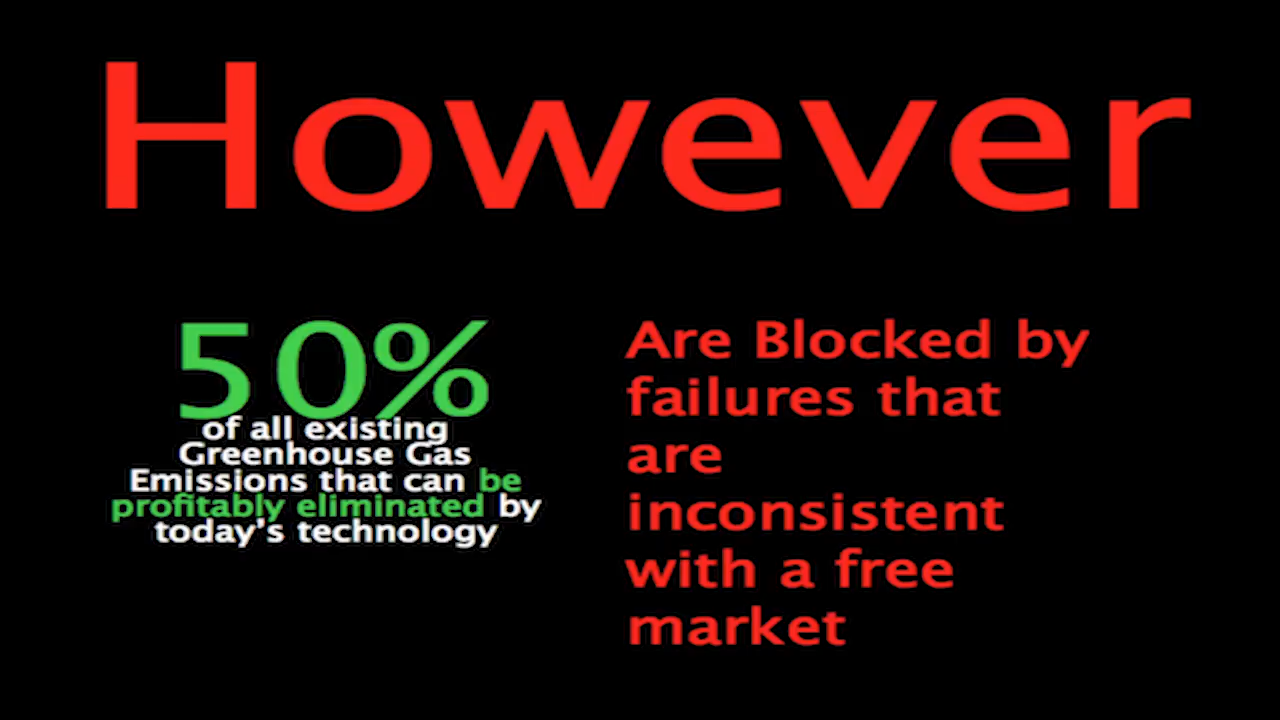 However
50%
of all existing
Greenhouse Gas
Emissions that can be
profitably eliminated by
today's technology
Are Blocked by
failures that
are
inconsistent
with a free
market